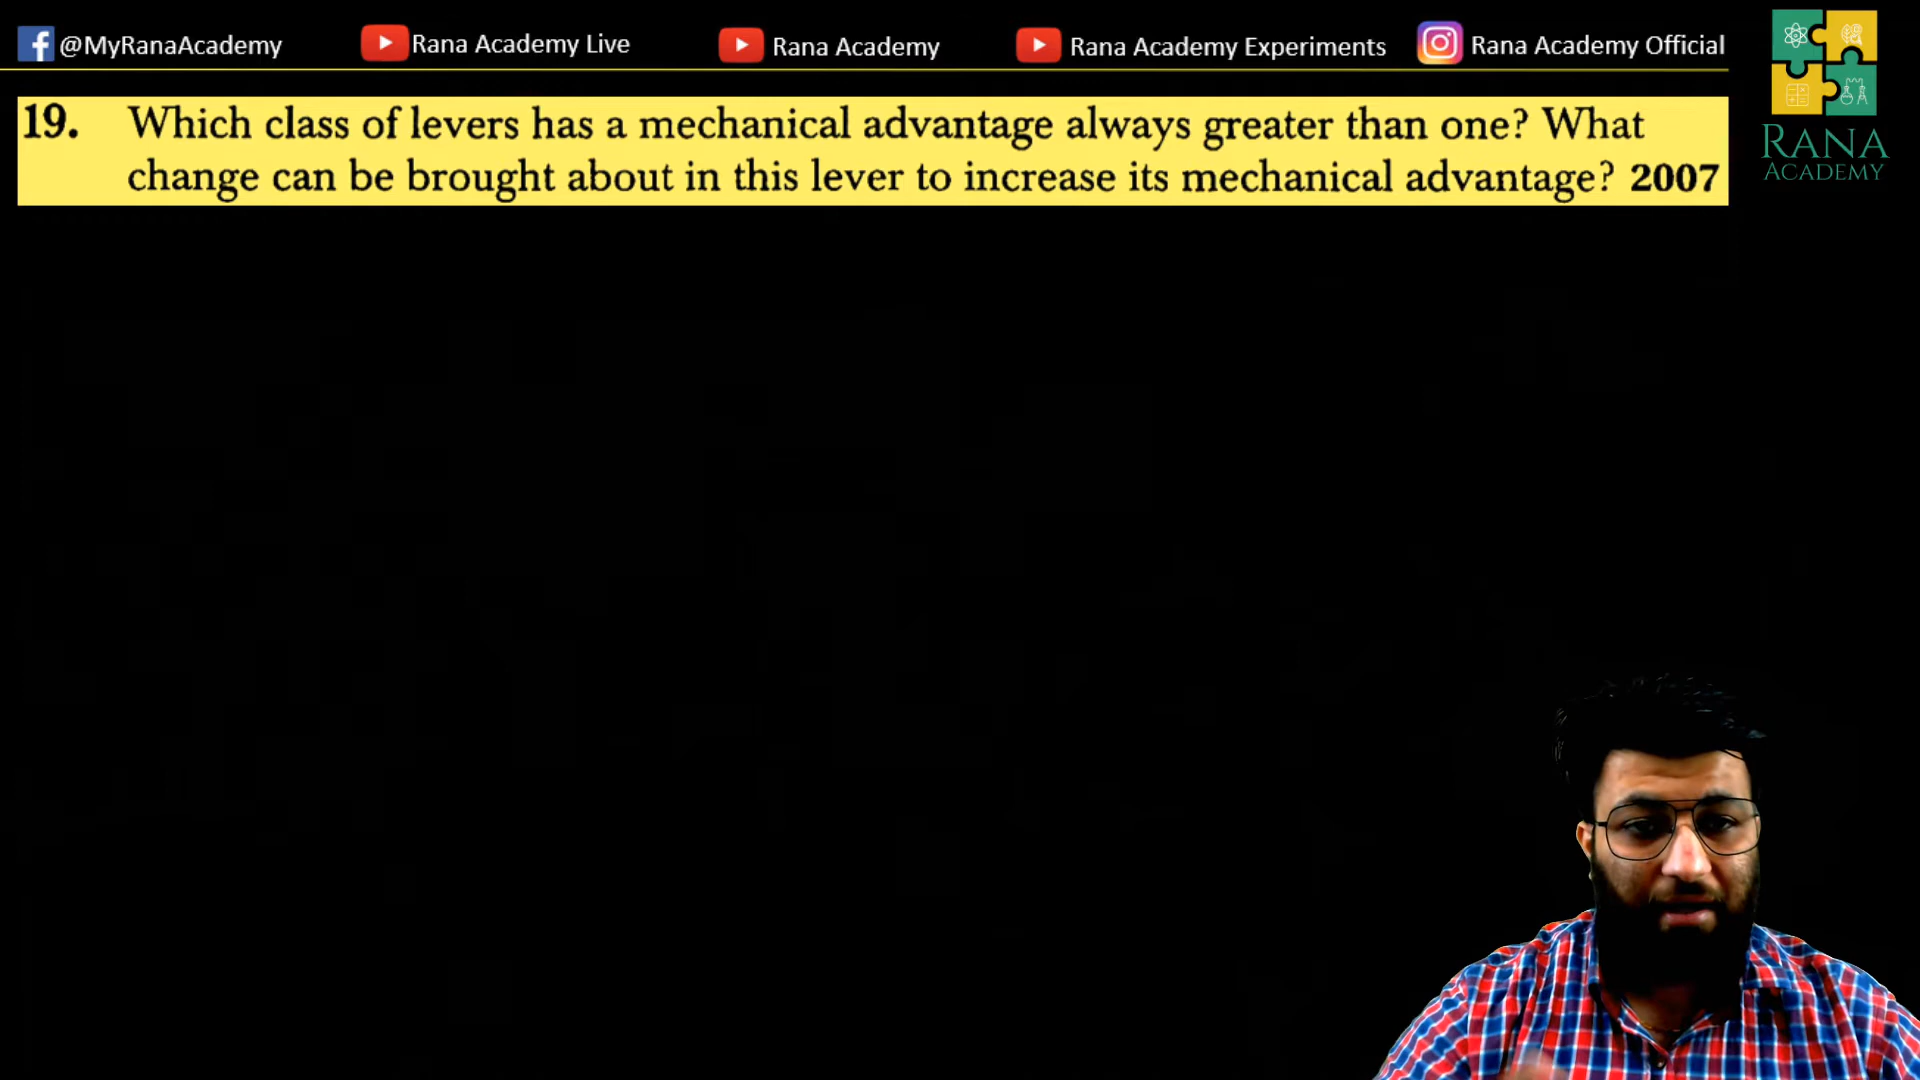 @MyRanaAcademy
Rana Academy Live
Rana Academy
Rana Academy Experiments
Rana Academy Official
RANA
ACADEMY
19. Which class of levers has a mechanical advantage always greater than one? What
change can be brought about in this lever to increase its mechanical advantage? 2007